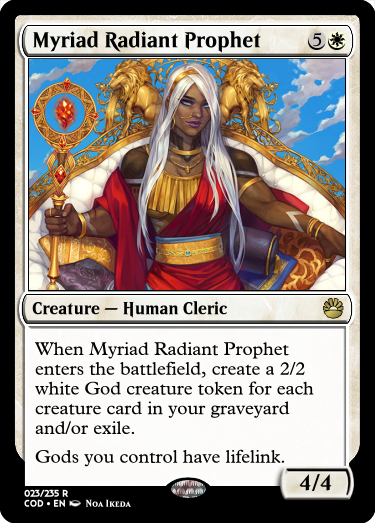 Myriad Radiant Prophet 5
Creature — Human Cleric
When Myriad Radiant Prophet
enters the battlefield, create a 2/2
white God creature token for each
creature card in your graveyard
and/or exile.
Gods you control have lifelink.
4/4
023/235 R
COD • EN Noa Ikeda